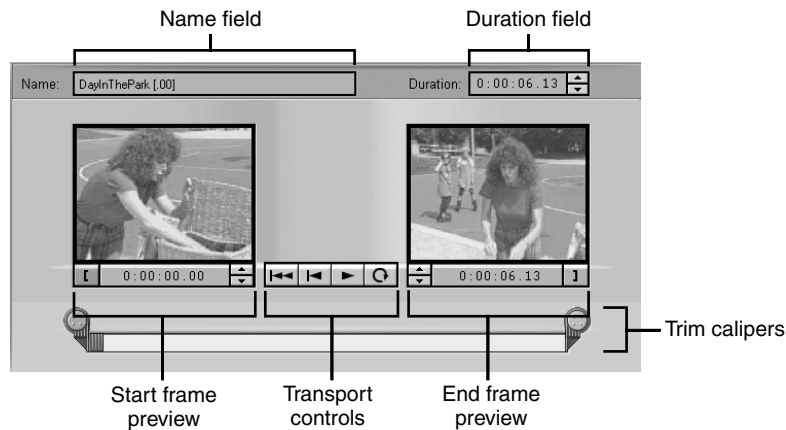 Name field
Duration field
Name: DayInThePark [.00]
Duration: 0:00:06.13
[ 0:00:00.00
0:00:06.13 ]
Trim calipers
Start frame
preview
Transport
controls
End frame
preview